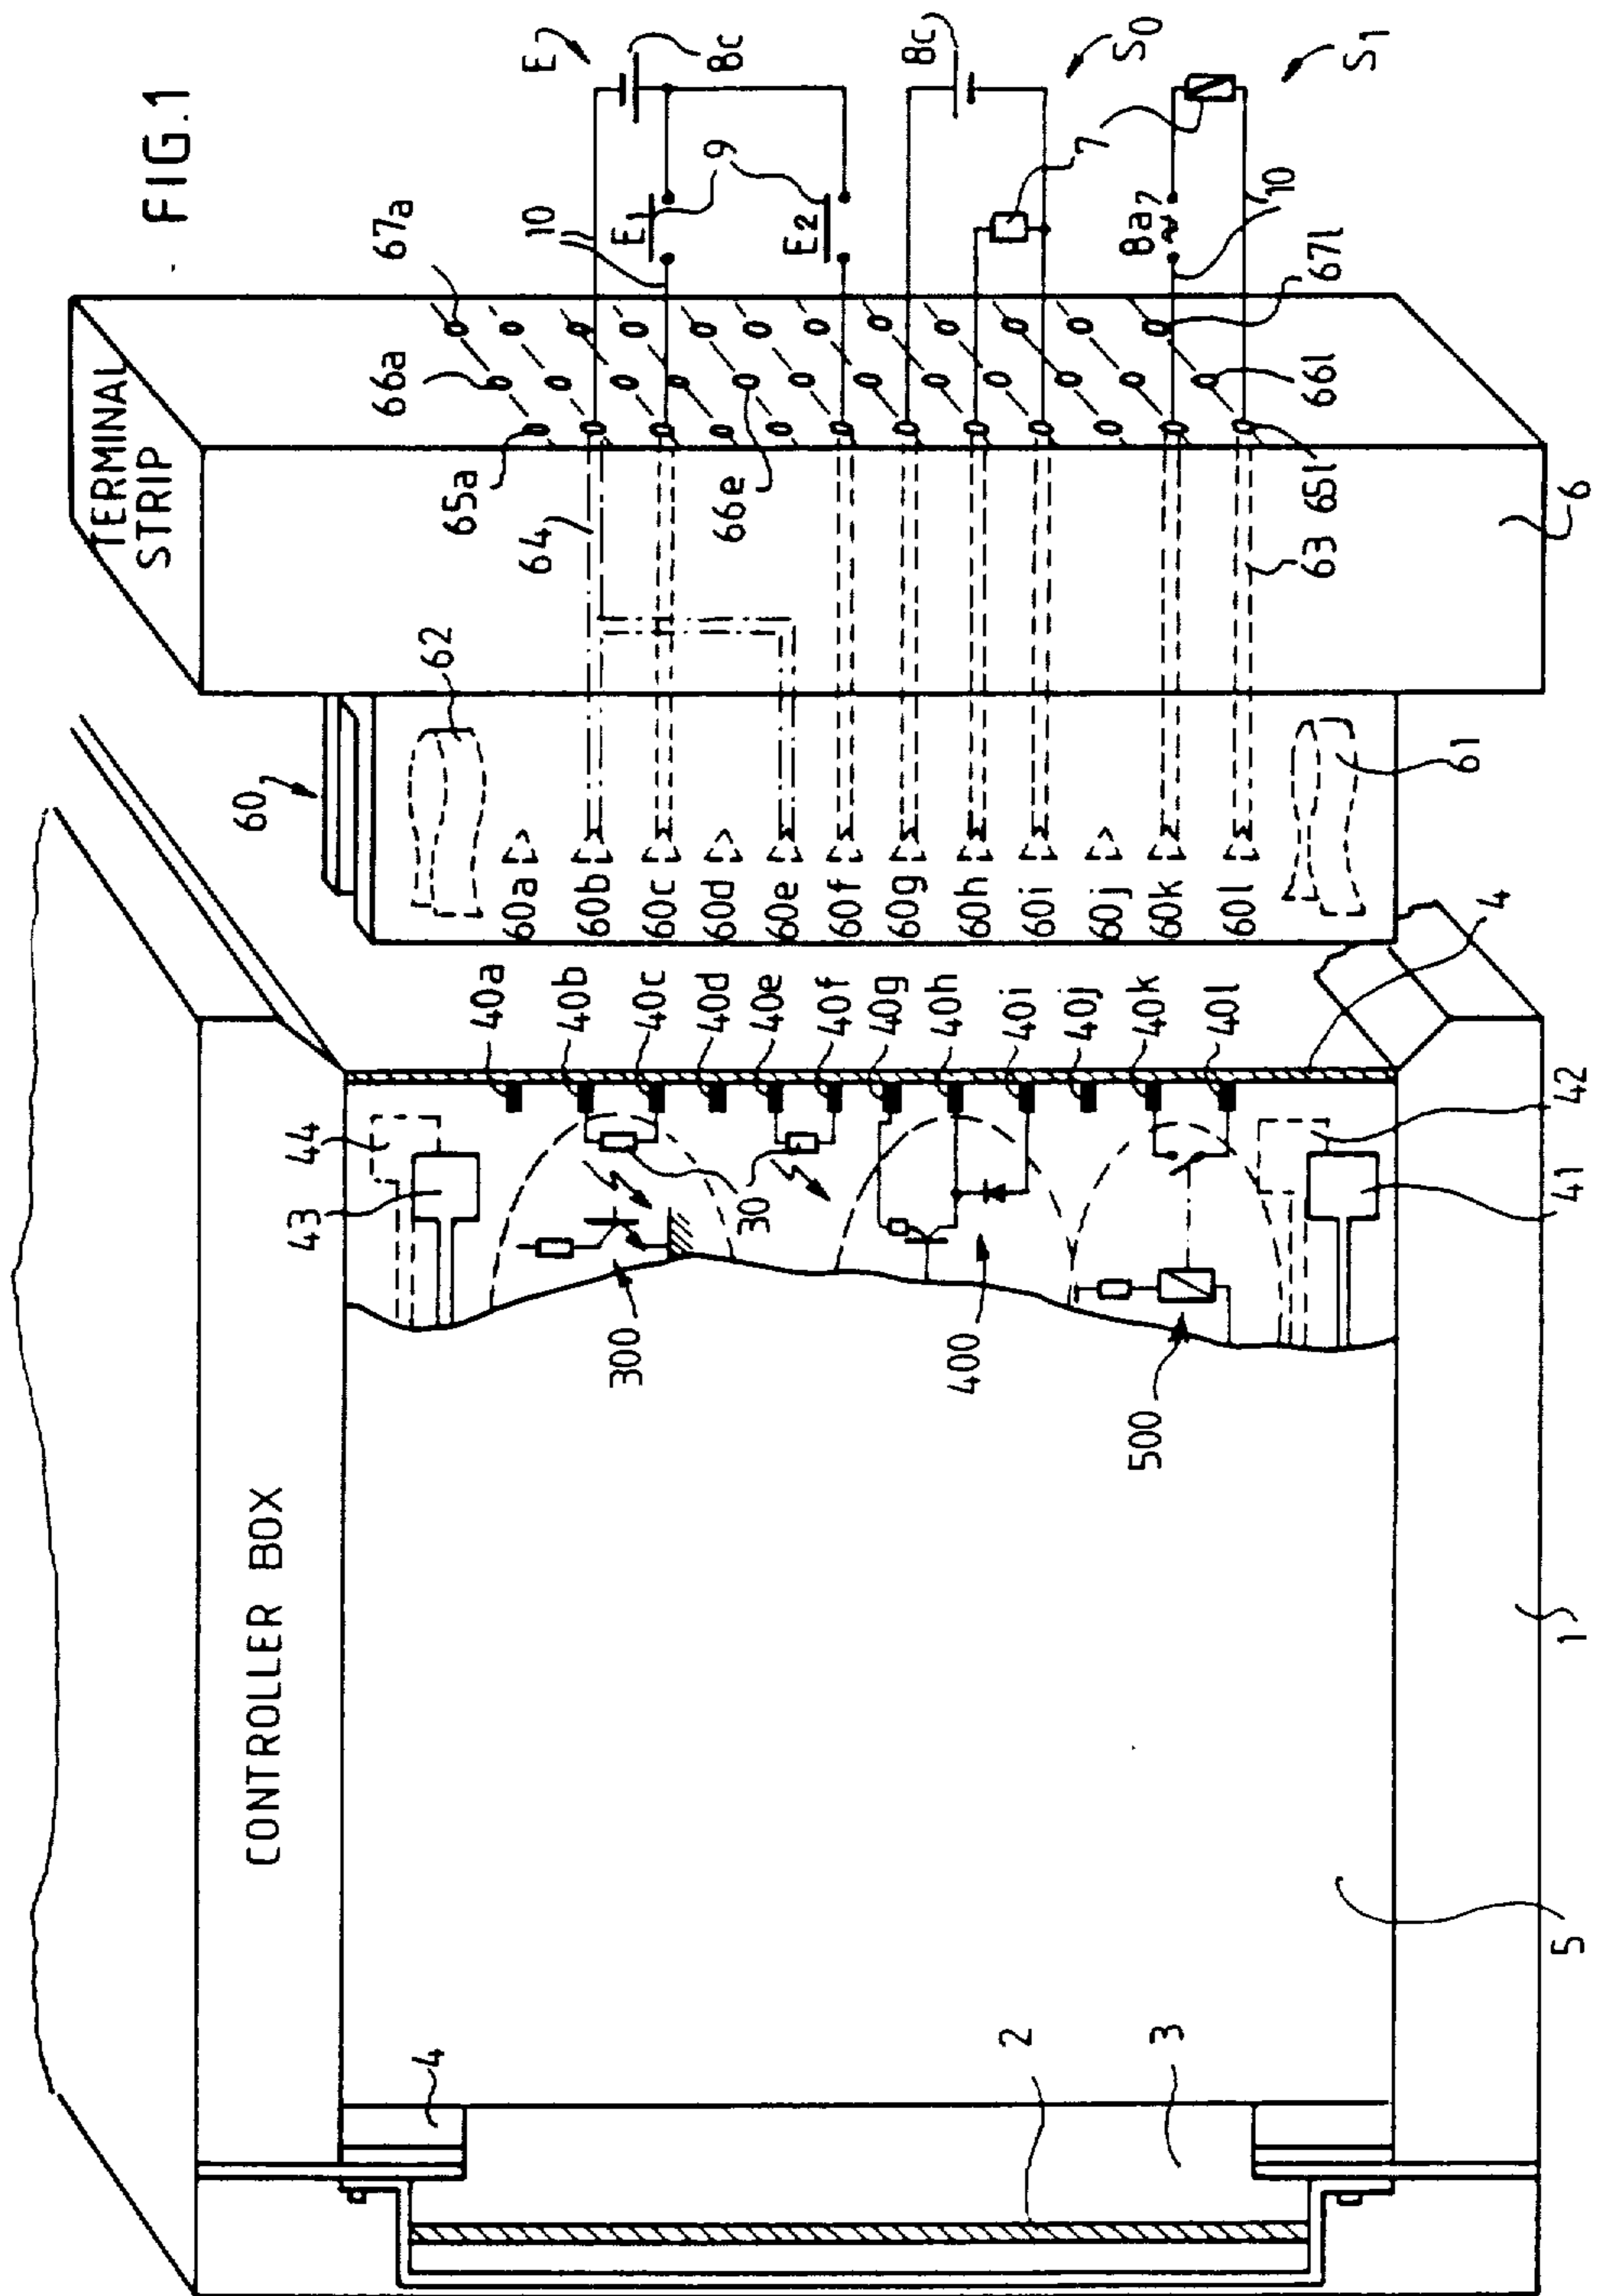 FIG.1
TERMINAL
STRIP
CONTROLLER BOX
E
8c
9
10
E1
E2
8c
S0
7
8a
10
S1
67a
66a
65a
66e
64
67l
66l
65l
63
6
62
60
61
60a
60b
60c
60d
60e
60f
60g
60h
60i
60j
60k
60l
40a
40b
40c
40d
40e
40f
40g
40h
40i
40j
40k
40l
4
44
43
30
42
41
300
400
500
1
5
4
2
3